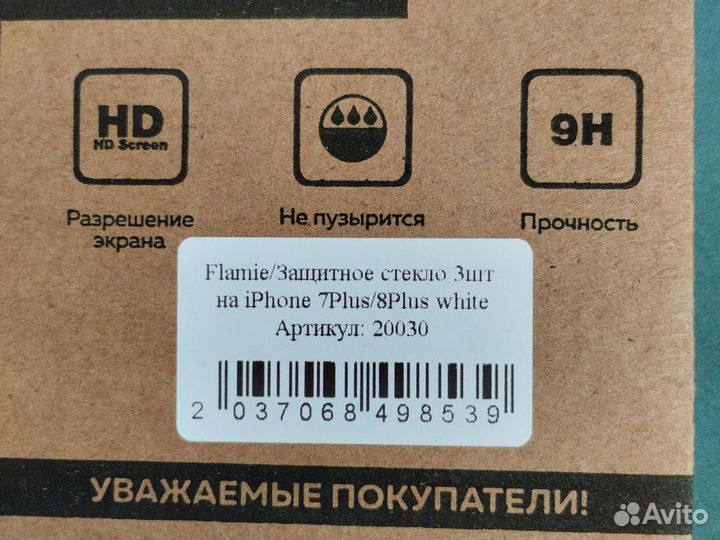 HD
HD Screen
9H
Разрешение
экрана
Не пузырится
Прочность
Flamie/Защитное стекло 3шт
на iPhone 7Plus/8Plus white
Артикул: 20030
2 037068 498539
УВАЖАЕМЫЕ ПОКУПАТЕЛИ!
Avito